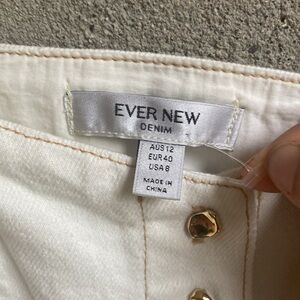 EVER NEW
DENIM
AUS 12
EUR 40
USA 8
MADE IN
CHINA